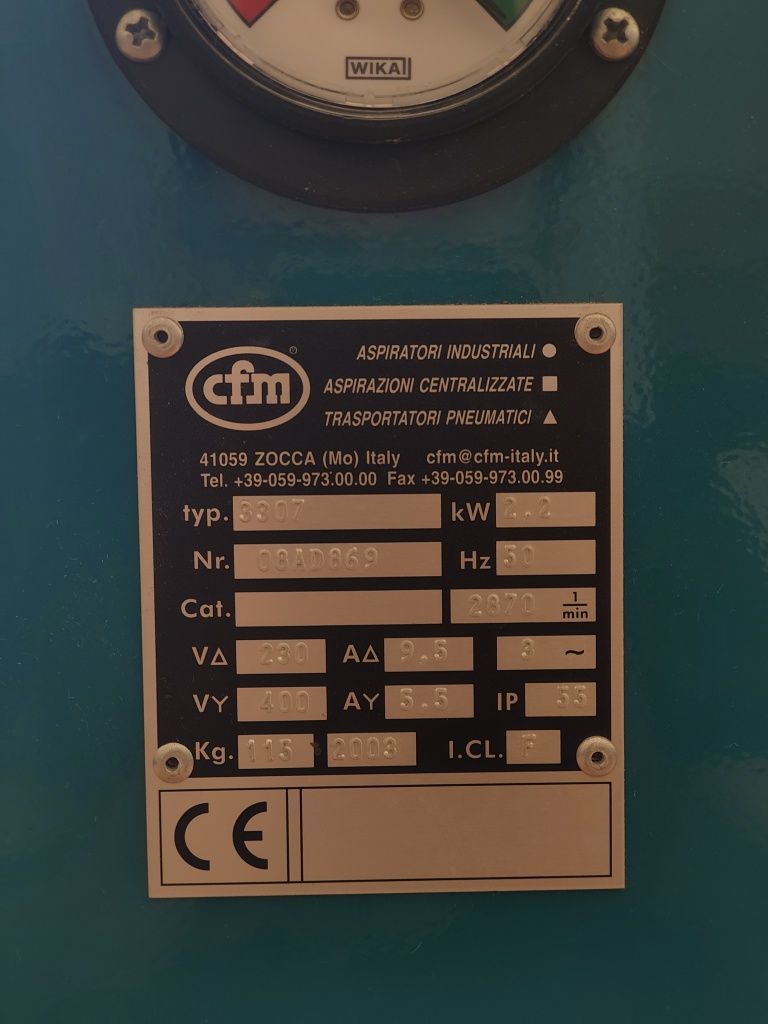 WIKA
cfm
ASPIRATORI INDUSTRIALI ●
ASPIRAZIONI CENTRALIZZATE ■
TRASPORTATORI PNEUMATICI ▲
41059 ZOCCA (Mo) Italy cfm@cfm-italy.it
Tel. +39-059-973.00.00 Fax +39-059-973.00.99
typ. 3307 kW 2.2
Nr. 08AD869 Hz 50
Cat. 2870 1/min
VΔ 230 AΔ 9.5 3 ~
VY 400 AY 5.5 IP 55
Kg. 115 2008 I.CL. F
CE